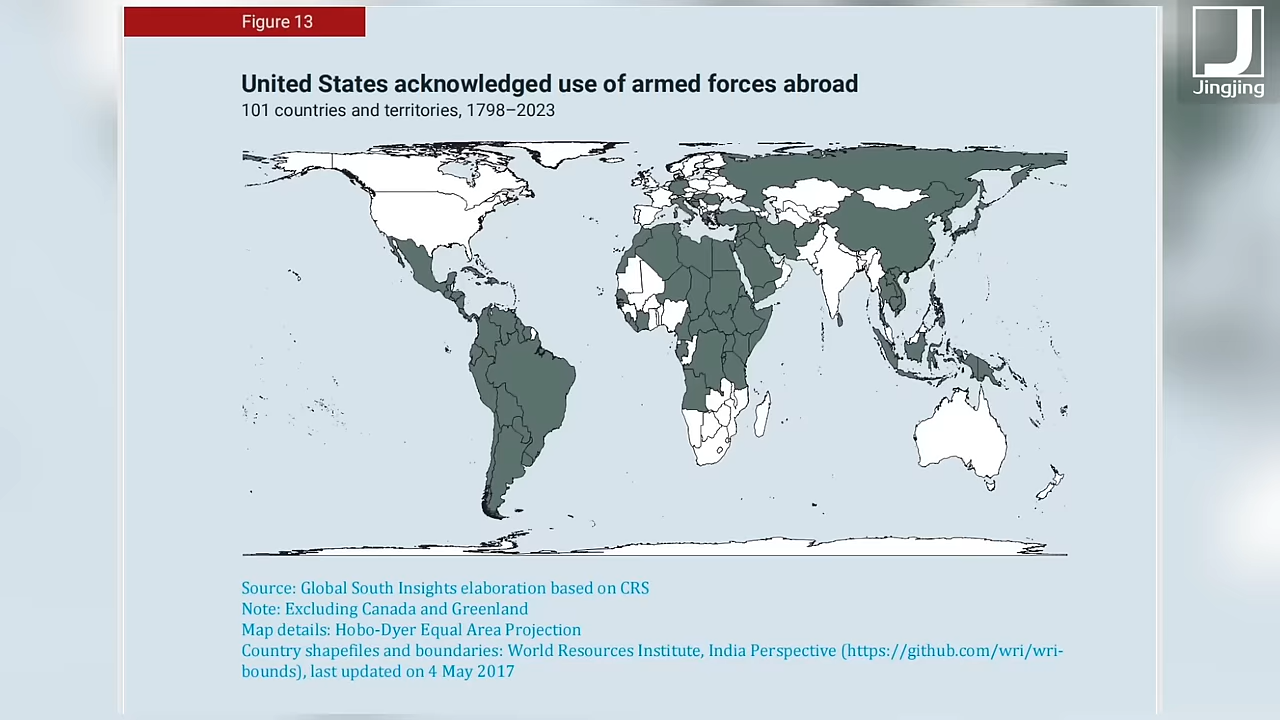 Figure 13
Jingjing
United States acknowledged use of armed forces abroad
101 countries and territories, 1798–2023
Source: Global South Insights elaboration based on CRS
Note: Excluding Canada and Greenland
Map details: Hobo-Dyer Equal Area Projection
Country shapefiles and boundaries: World Resources Institute, India Perspective (https://github.com/wri/wri-
bounds), last updated on 4 May 2017